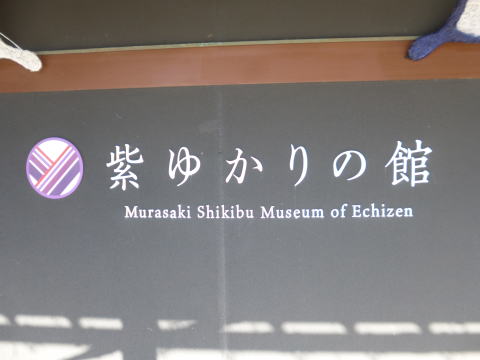 紫ゆかりの館
Murasaki Shikibu Museum of Echizen